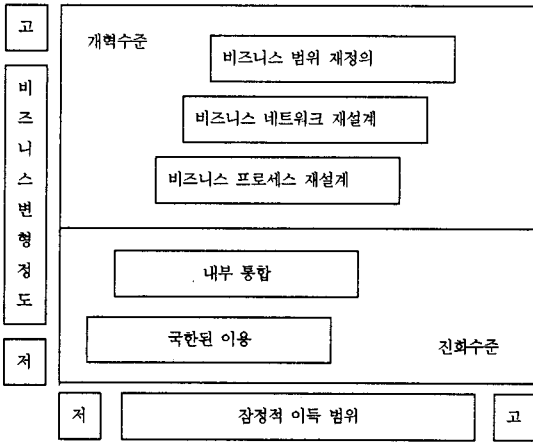 고
개혁수준
비즈니스 범위 재정의
비즈니스변형정도
비즈니스 네트워크 재설계
비즈니스 프로세스 재설계
내부 통합
국한된 이용
진화수준
저
저
잠정적 이득 범위
고